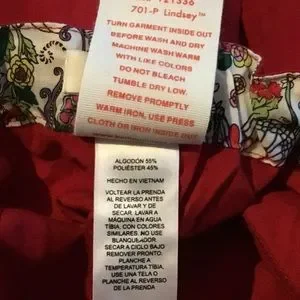 701-P Lindsey™
TURN GARMENT INSIDE OUT
BEFORE WASH AND DRY
MACHINE WASH WARM
WITH LIKE COLORS
DO NOT BLEACH
TUMBLE DRY LOW.
REMOVE PROMPTLY
WARM IRON, USE PRESS
CLOTH OR IRON INSIDE OUT
ALGODÓN 55%
POLIÉSTER 45%
HECHO EN VIETNAM
VOLTEAR LA PRENDA
AL REVERSO ANTES
DE LAVAR Y DE
SECAR. LAVAR A
MÁQUINA EN AGUA
TIBIA, CON COLORES
SIMILARES. NO USE
BLANQUEADOR.
SECAR A CICLO BAJO
REMOVER PRONTO.
PLANCHE A
TEMPERATURA TIBIA,
USE UNA TELA O
PLANCHE AL REVERSO
DE LA PRENDA